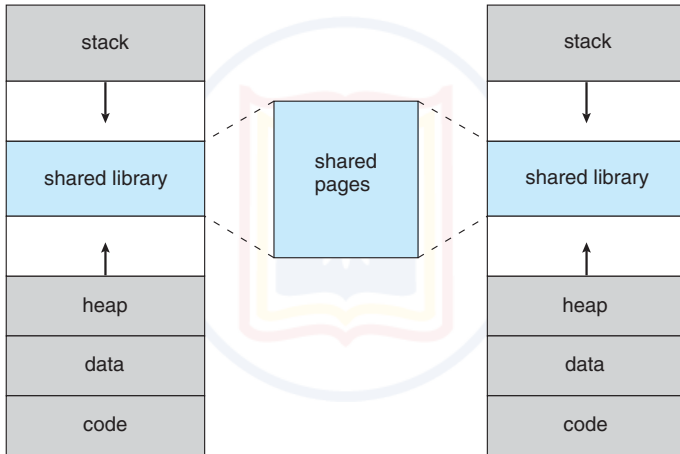 stack
shared library
heap
data
code
shared
pages
stack
shared library
heap
data
code